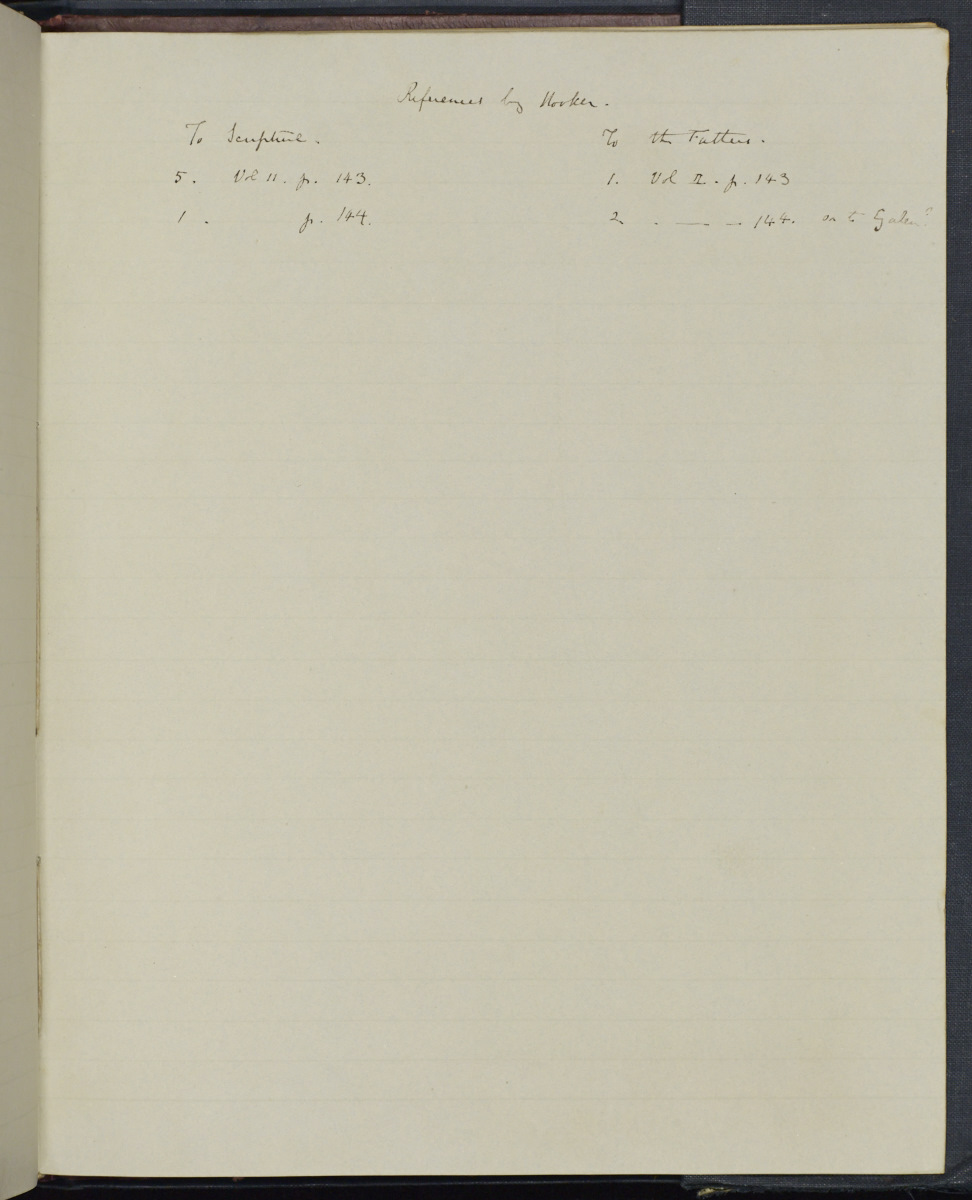 References by Hooker.
To Scripture.
5. Vol 11. p. 143.
1 . p. 144.
To the Fathers.
1. Vol II. p. 143
2 . — — 144. on to Galen?